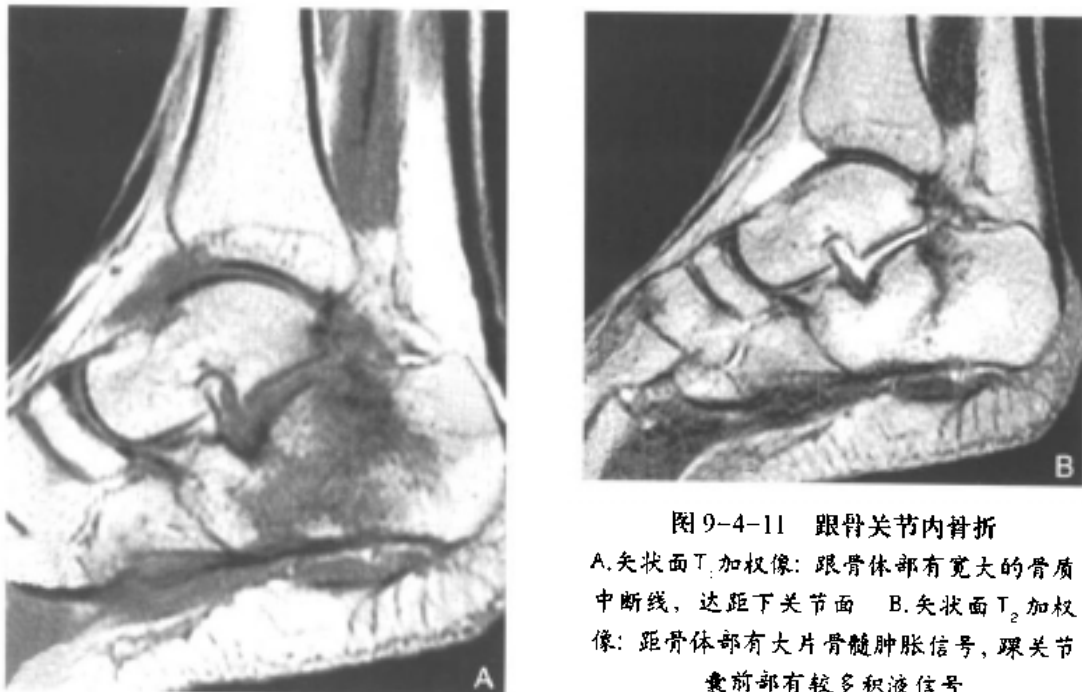 A
B
图9-4-11 跟骨关节内骨折
A.矢状面T₁加权像: 跟骨体部有宽大的骨质
中断线, 达距下关节面 B.矢状面T₂加权
像: 距骨体部有大片骨髓肿胀信号, 踝关节
囊前部有较多积液信号